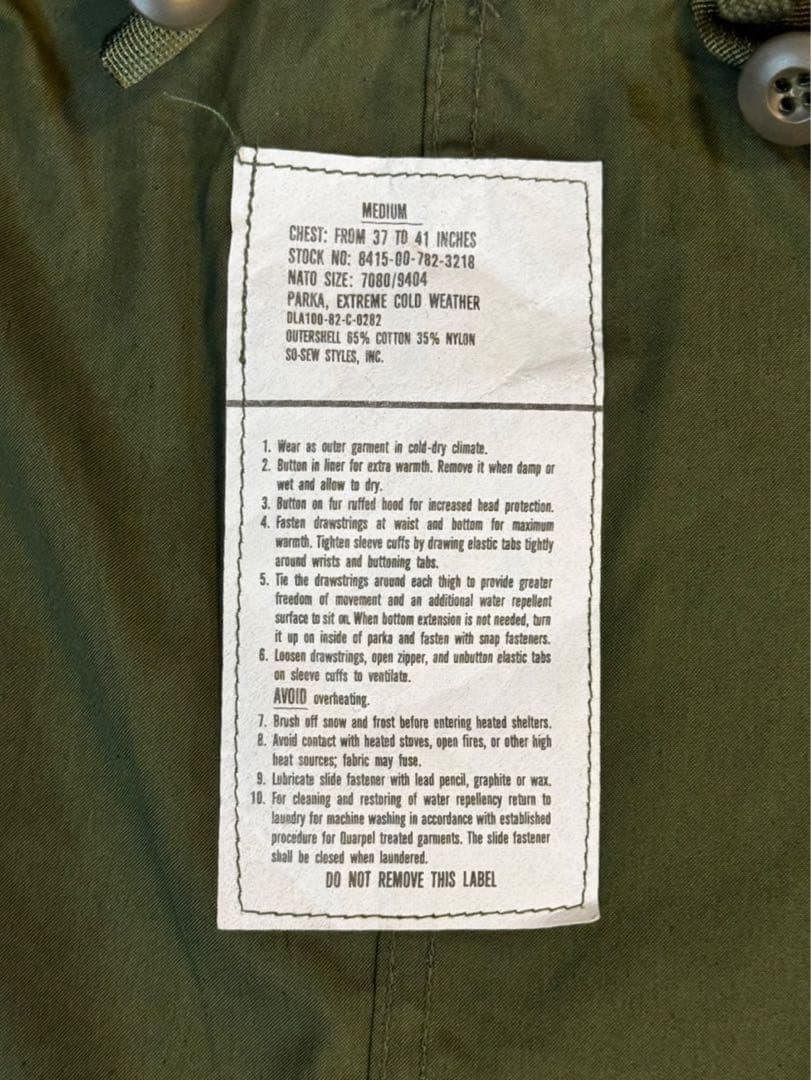 MEDIUM
CHEST: FROM 37 TO 41 INCHES
STOCK NO: 8415-00-782-3218
NATO SIZE: 7080/9404
PARKA, EXTREME COLD WEATHER
DLA100-82-C-0282
OUTERSHELL 65% COTTON 35% NYLON
SO-SEW STYLES, INC.
1. Wear as outer garment in cold-dry climate.
2. Button in liner for extra warmth. Remove it when damp or
wet and allow to dry.
3. Button on fur ruffed hood for increased head protection.
4. Fasten drawstrings at waist and bottom for maximum
warmth. Tighten sleeve cuffs by drawing elastic tabs tightly
around wrists and buttoning tabs.
5. Tie the drawstrings around each thigh to provide greater
freedom of movement and an additional water repellent
surface to sit on. When bottom extension is not needed, turn
it up on inside of parka and fasten with snap fasteners.
6. Loosen drawstrings, open zipper, and unbutton elastic tabs
on sleeve cuffs to ventilate.
AVOID overheating.
7. Brush off snow and frost before entering heated shelters.
8. Avoid contact with heated stoves, open fires, or other high
heat sources; fabric may fuse.
9. Lubricate slide fastener with lead pencil, graphite or wax.
10. For cleaning and restoring of water repellency return to
laundry for machine washing in accordance with established
procedure for Quarpel treated garments. The slide fastener
shall be closed when laundered.
DO NOT REMOVE THIS LABEL